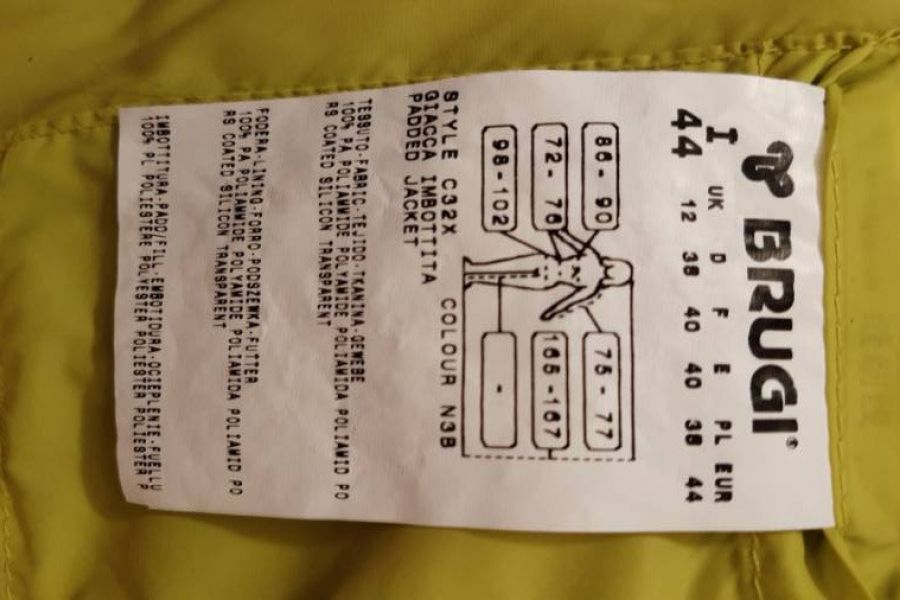 BRUGI®
I UK D F E PL EUR
44 12 38 40 40 38 44
86 - 90
75 - 77
72 - 76
165 - 167
98 - 102
-
STYLE C32X COLOUR N3B
GIACCA IMBOTTITA
PADDED JACKET
TESSUTO-FABRIC-TEJIDO-TKANINA-GEWEBE
100% PA POLIAMMIDE POLYAMIDE POLIAMIDA POLIAMID PO
RS COATED SILICON TRANSPARENT
FODERA-LINING-FORRO-PODSZEWKA-FUTTER
100% PA POLIAMMIDE POLYAMIDE POLIAMIDA POLIAMID PO
RS COATED SILICON TRANSPARENT
IMBOTTITURA-PADD/FILL-EMBOTIDURA-OCIEPLENIE-FUELLU
100% PL POLIESTERE POLYESTER POLIESTER POLIESTER P